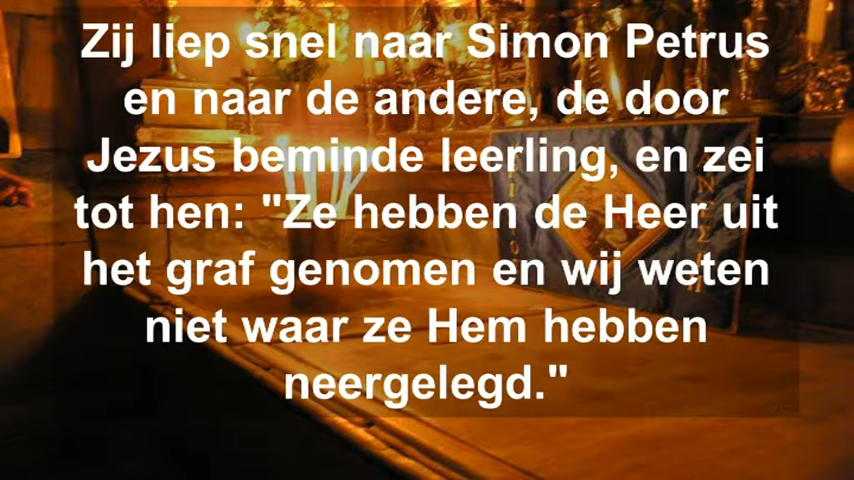 Zij liep snel naar Simon Petrus
en naar de andere, de door
Jezus beminde leerling, en zei
tot hen: "Ze hebben de Heer uit
het graf genomen en wij weten
niet waar ze Hem hebben
neergelegd."